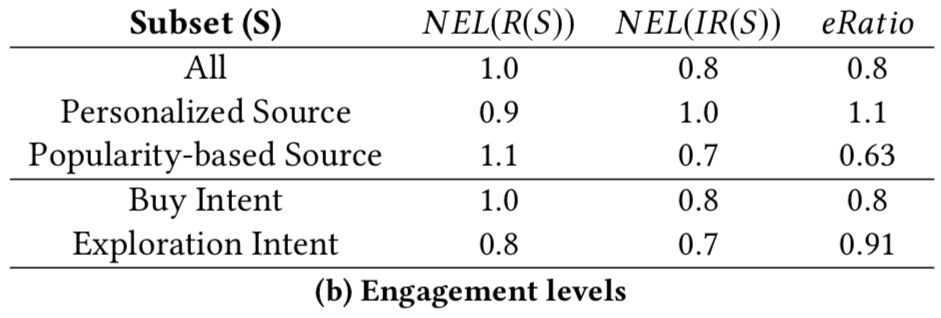 Subset (S) NEL(R(S)) NEL(IR(S)) eRatio
All 1.0 0.8 0.8
Personalized Source 0.9 1.0 1.1
Popularity-based Source 1.1 0.7 0.63
Buy Intent 1.0 0.8 0.8
Exploration Intent 0.8 0.7 0.91
(b) Engagement levels